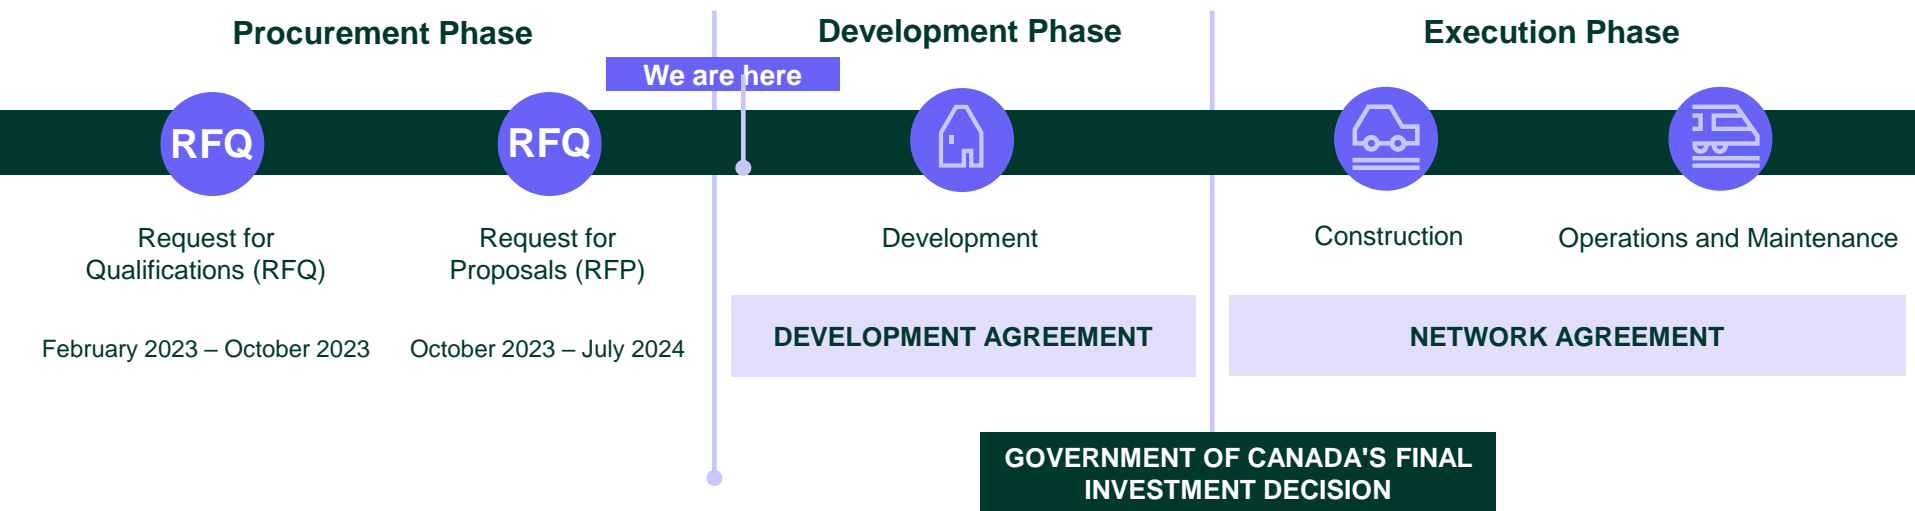 Procurement Phase
Development Phase
Execution Phase
We are here
RFQ
RFQ
Request for
Qualifications (RFQ)
Request for
Proposals (RFP)
Development
Construction
Operations and Maintenance
February 2023 – October 2023
October 2023 – July 2024
DEVELOPMENT AGREEMENT
NETWORK AGREEMENT
GOVERNMENT OF CANADA'S FINAL
INVESTMENT DECISION